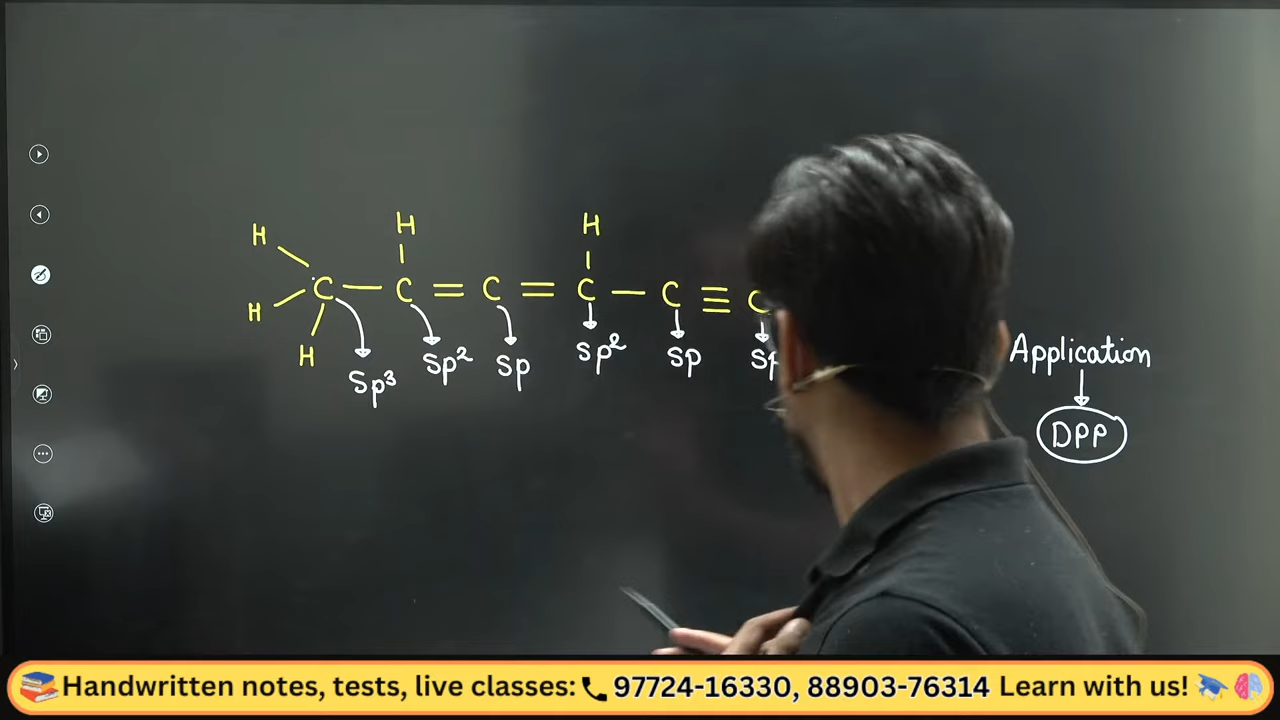 H H H
C — C = C = C — C ≡ C
H
H
Sp³ Sp² Sp Sp² Sp
Application
DPP
Handwritten notes, tests, live classes: 97724-16330, 88903-76314 Learn with us!